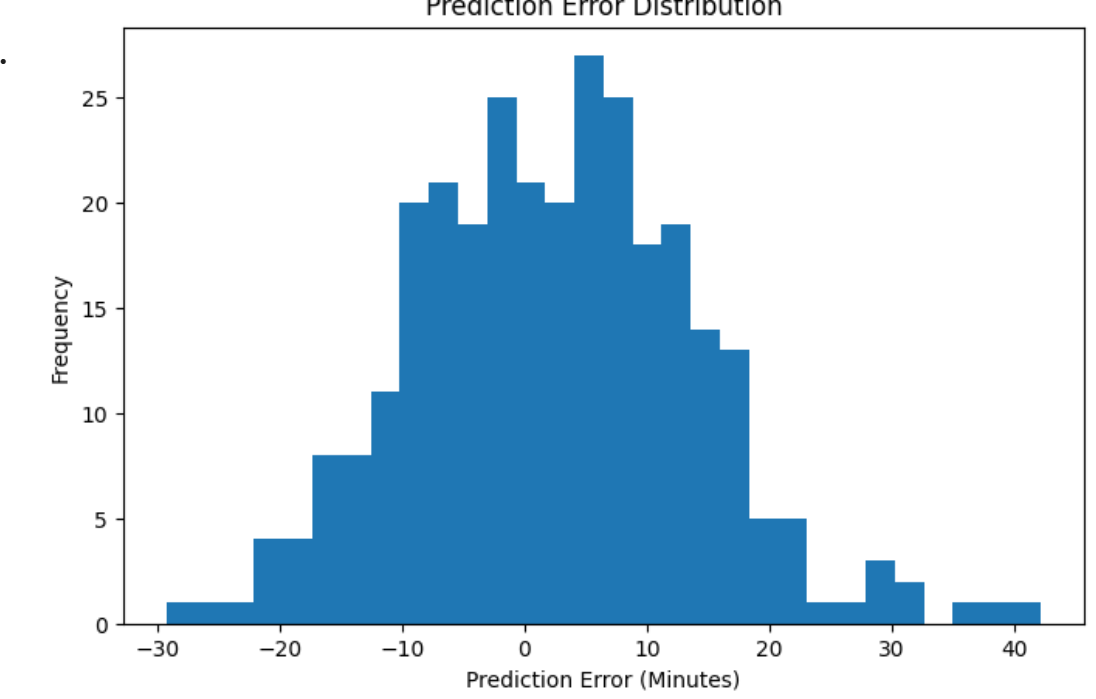 Prediction Error Distribution
25
20
15
10
5
0
Frequency
−30 −20 −10 0 10 20 30 40
Prediction Error (Minutes)